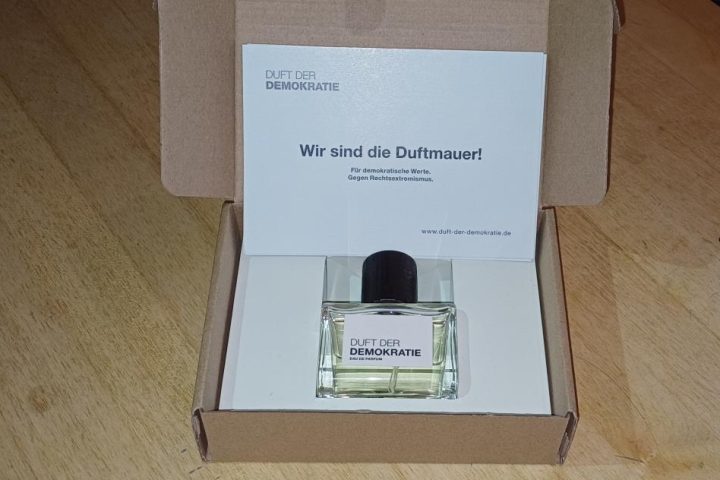 DUFT DER
DEMOKRATIE
Wir sind die Duftmauer!
Für demokratische Werte.
Gegen Rechtsextremismus.
www.duft-der-demokratie.de
DUFT DER
DEMOKRATIE
EAU DE PARFUM